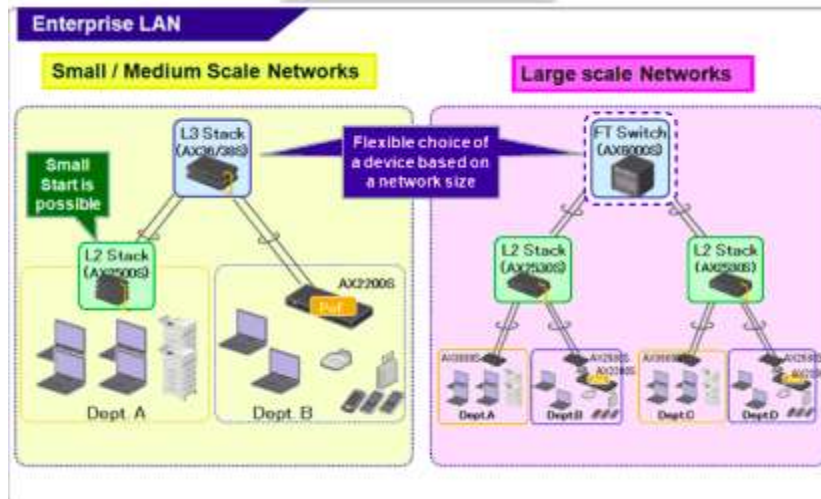 Enterprise LAN
Small / Medium Scale Networks
Large scale Networks
L3 Stack
(AX36/38S)
Flexible choice of
a device based on
a network size
FT Switch
Small
Start is
possible
L2 Stack
(AX2500S)
AX2200S
Dept. A
Dept. B
L2 Stack
(AX2530S)
L2 Stack
(AX2530S)
Dept.A
Dept.B
Dept.C
Dept.D